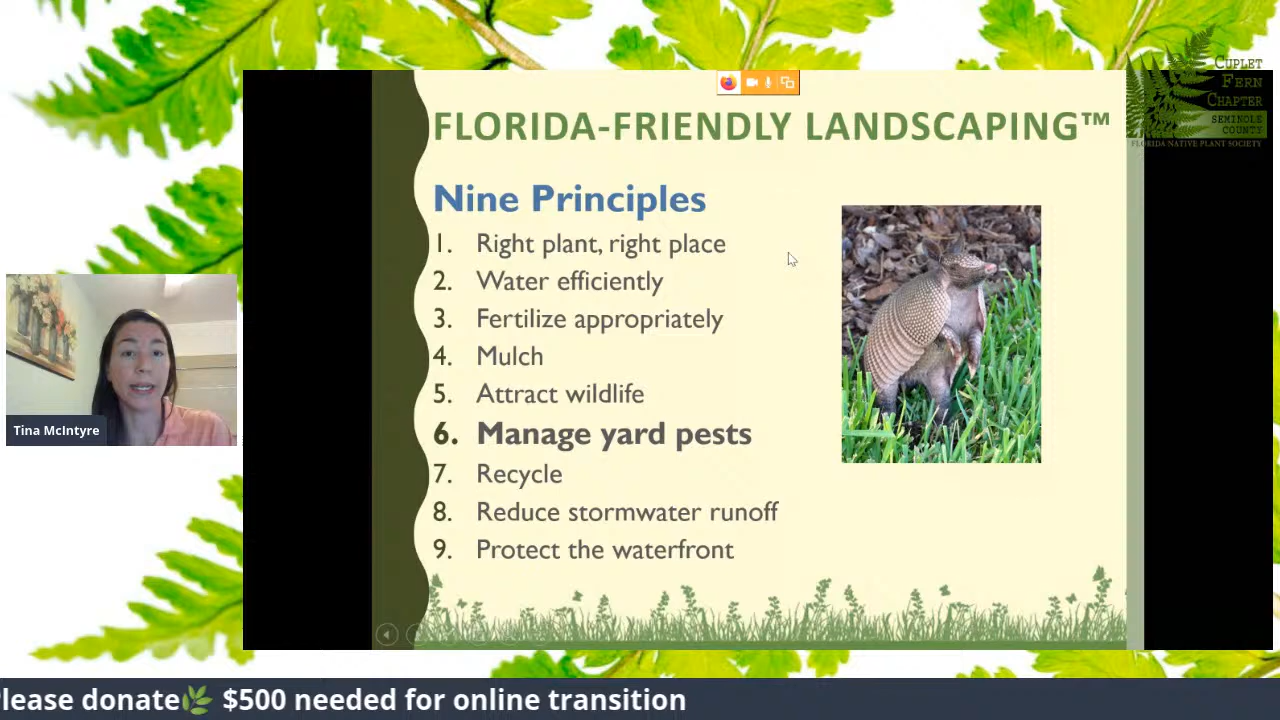 CUPLET
FERN
CHAPTER
SEMINOLE
COUNTY
FLORIDA NATIVE PLANT SOCIETY
FLORIDA-FRIENDLY LANDSCAPING™
Nine Principles
1. Right plant, right place
2. Water efficiently
3. Fertilize appropriately
4. Mulch
5. Attract wildlife
6. Manage yard pests
7. Recycle
8. Reduce stormwater runoff
9. Protect the waterfront
Tina McIntyre
lease donate🌿 $500 needed for online transition